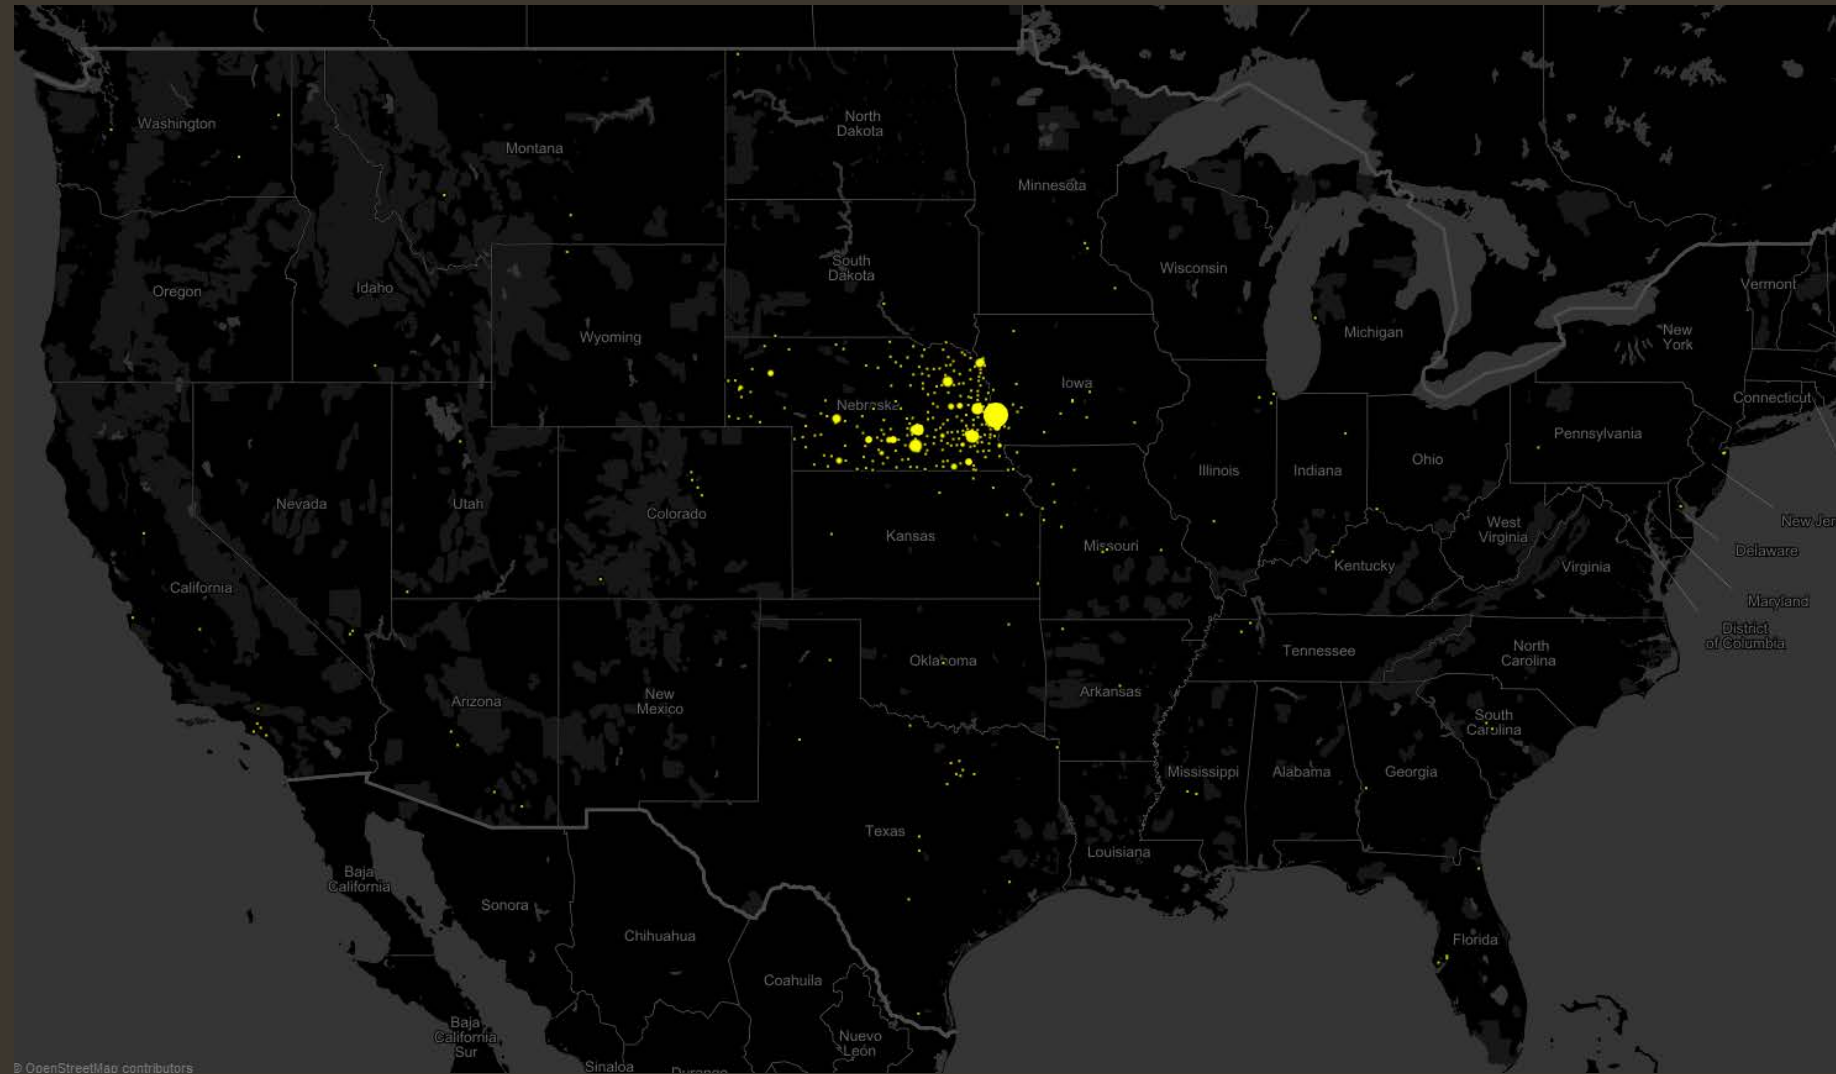 Washington
Montana
North
Dakota
Minnesota
Oregon
Idaho
Wyoming
South
Dakota
Wisconsin
Michigan
Vermont
New
York
Nebraska
Iowa
Connecticut
Pennsylvania
Nevada
Utah
Colorado
Kansas
Missouri
Illinois
Indiana
Ohio
West
Virginia
Virginia
Kentucky
New Jer
Delaware
Maryland
District
of Columbia
California
Arizona
New
Mexico
Oklahoma
Arkansas
Tennessee
North
Carolina
South
Carolina
Texas
Louisiana
Mississippi
Alabama
Georgia
Florida
Baja
California
Sonora
Chihuahua
Coahuila
Baja
California
Sur
Nuevo
León
Sinaloa
Durango
© OpenStreetMap contributors